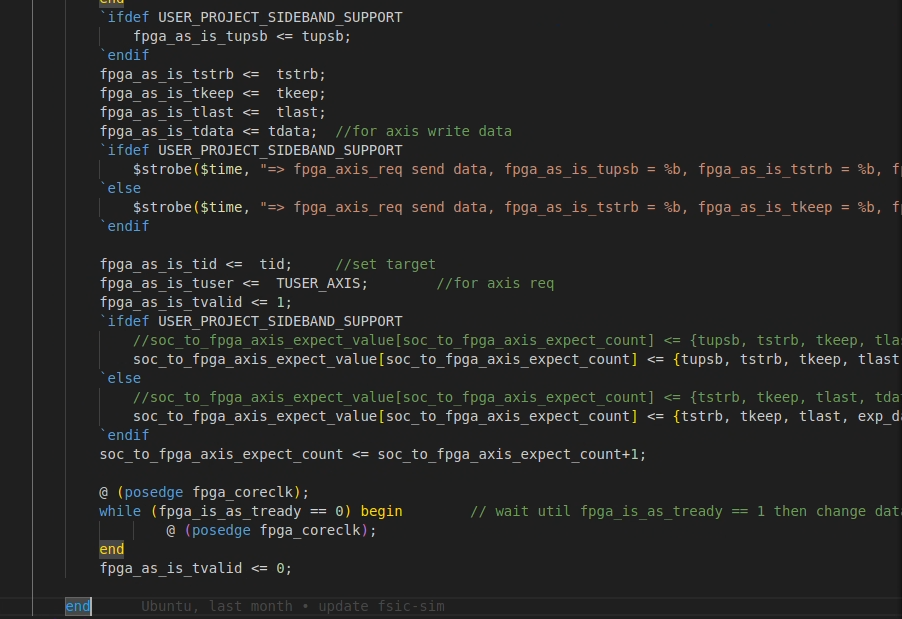 end
`ifdef USER_PROJECT_SIDEBAND_SUPPORT
fpga_as_is_tupsb <= tupsb;
`endif
fpga_as_is_tstrb <=  tstrb;
fpga_as_is_tkeep <=  tkeep;
fpga_as_is_tlast <=  tlast;
fpga_as_is_tdata <= tdata;  //for axis write data
`ifdef USER_PROJECT_SIDEBAND_SUPPORT
$strobe($time, "=> fpga_axis_req send data, fpga_as_is_tupsb = %b, fpga_as_is_tstrb = %b, f
`else
$strobe($time, "=> fpga_axis_req send data, fpga_as_is_tstrb = %b, fpga_as_is_tkeep = %b, f
`endif
fpga_as_is_tid <=  tid;     //set target
fpga_as_is_tuser <=  TUSER_AXIS;        //for axis req
fpga_as_is_tvalid <= 1;
`ifdef USER_PROJECT_SIDEBAND_SUPPORT
//soc_to_fpga_axis_expect_value[soc_to_fpga_axis_expect_count] <= {tupsb, tstrb, tkeep, tla
soc_to_fpga_axis_expect_value[soc_to_fpga_axis_expect_count] <= {tupsb, tstrb, tkeep, tlast
`else
//soc_to_fpga_axis_expect_value[soc_to_fpga_axis_expect_count] <= {tstrb, tkeep, tlast, tda
soc_to_fpga_axis_expect_value[soc_to_fpga_axis_expect_count] <= {tstrb, tkeep, tlast, exp_d
`endif
soc_to_fpga_axis_expect_count <= soc_to_fpga_axis_expect_count+1;
@ (posedge fpga_coreclk);
while (fpga_is_as_tready == 0) begin        // wait util fpga_is_as_tready == 1 then change dat
@ (posedge fpga_coreclk);
end
fpga_as_is_tvalid <= 0;
end      Ubuntu, last month • update fsic-sim